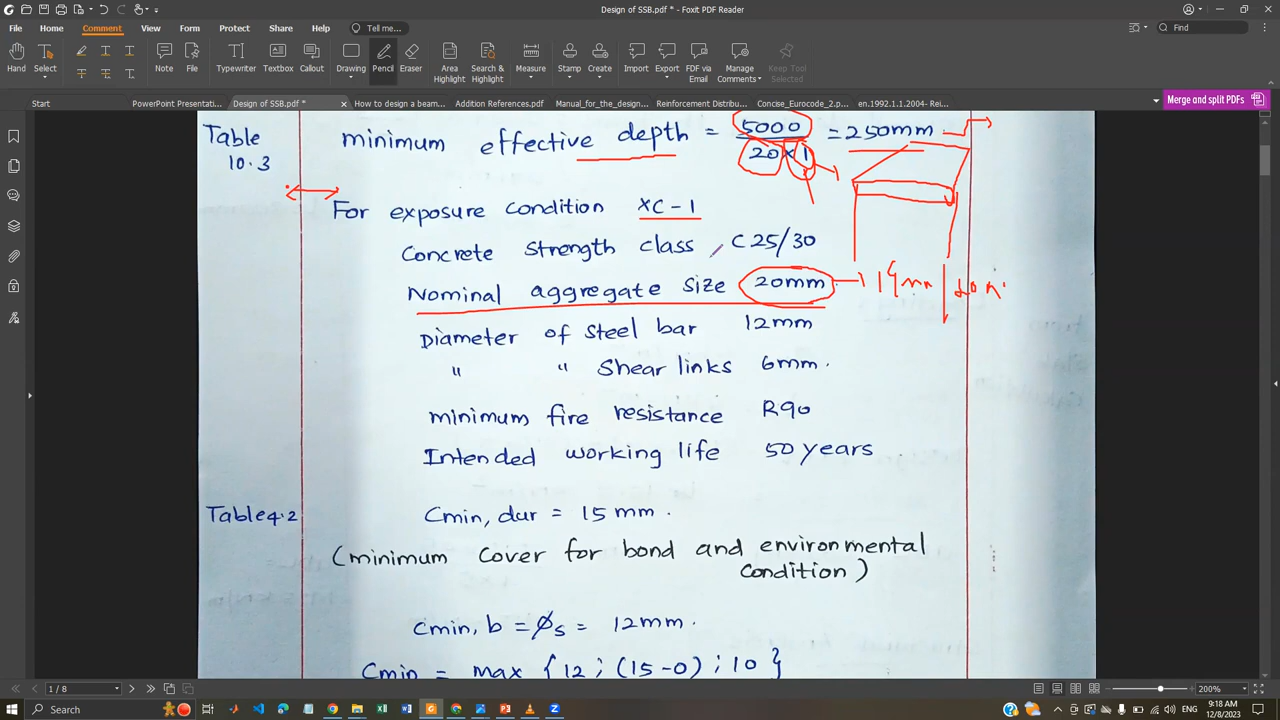 Design of SSB.pdf * - Foxit PDF Reader
File Home Comment View Form Protect Share Help Tell me... Find
Hand Select Note File Typewriter Textbox Callout Drawing Pencil Eraser Area Highlight Search & Highlight Measure Stamp Create Import Export FDF via Email Manage Comments Keep Tool Selected
Start PowerPoint Presentati... Design of SSB.pdf * How to design a beam... Addition References.pdf Manual_for_the_design... Reinforcement Distribu... Concise_Eurocode_2.p... en.1992.1.1.2004- Rei... Merge and split PDFs
Table 10.3
minimum effective depth = 5000 / 20×1 = 250mm
For exposure condition XC-1
Concrete Strength class, C25/30
Nominal aggregate size 20mm
Diameter of steel bar 12mm
" " Shear links 6mm.
minimum fire resistance R90
Intended working life 50 years
Table 4.2
Cmin, dur = 15 mm.
(minimum cover for bond and environmental
condition)
Cmin, b = øs = 12mm.
Cmin = max { 12 ; (15-0) ; 10 }
1 / 8
200%
Search
9:18 AM
12/8/2023